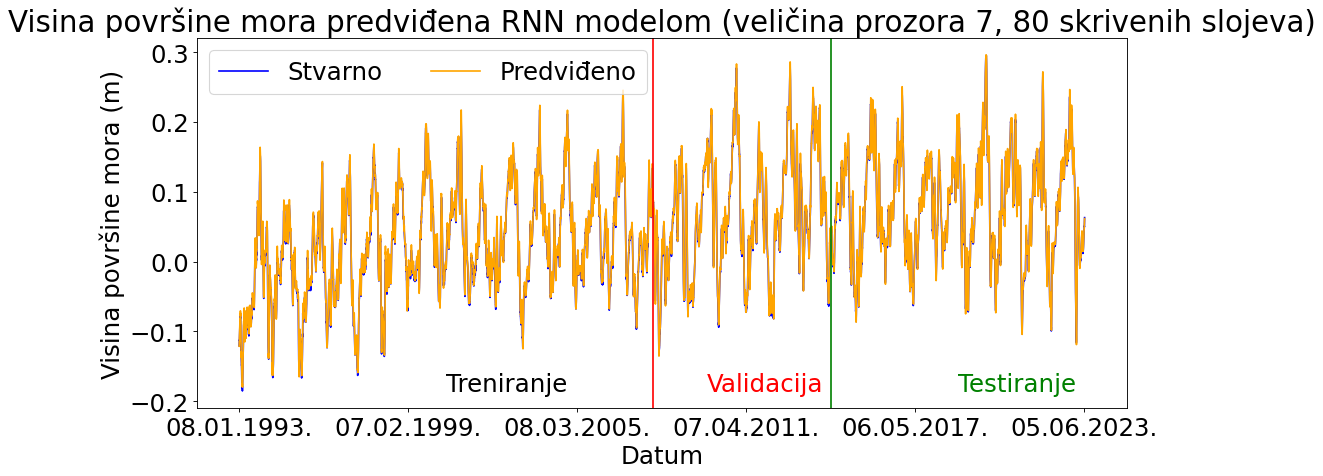 Visina površine mora predviđena RNN modelom (veličina prozora 7, 80 skrivenih slojeva)
Stvarno Predviđeno
Visina površine mora (m)
0.3
0.2
0.1
0.0
−0.1
−0.2
Treniranje Validacija Testiranje
08.01.1993. 07.02.1999. 08.03.2005. 07.04.2011. 06.05.2017. 05.06.2023.
Datum